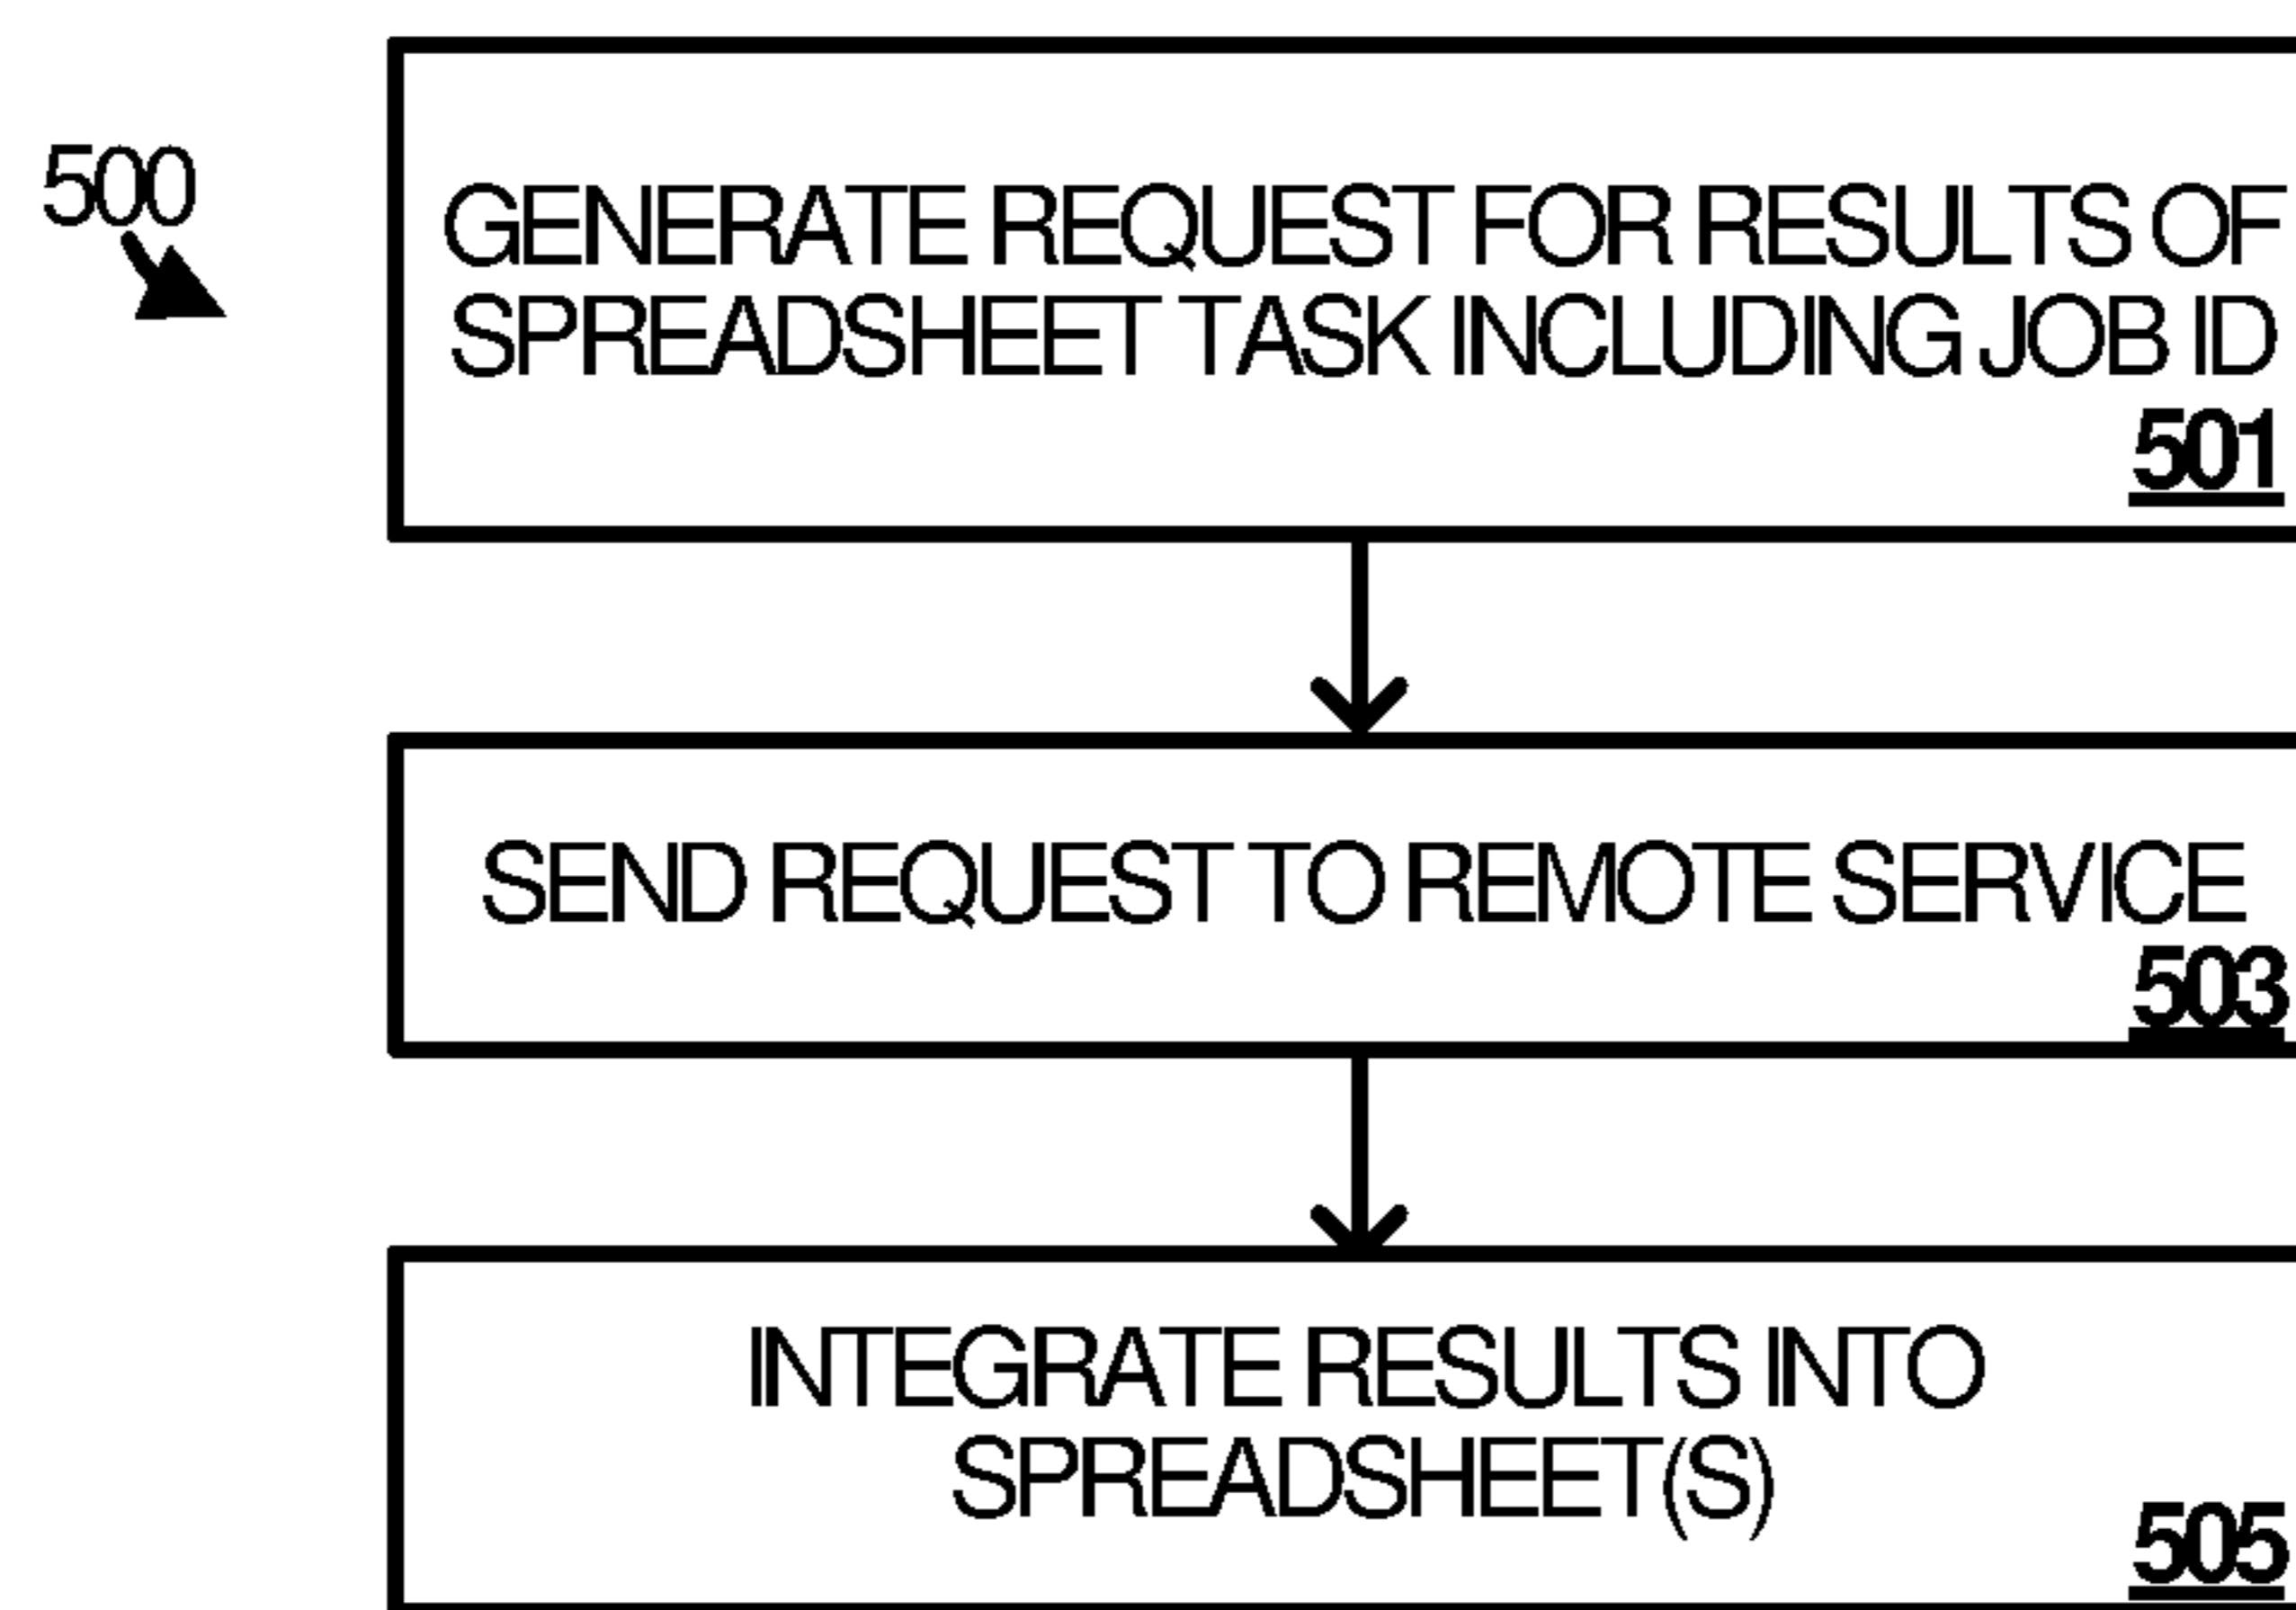 500
GENERATE REQUEST FOR RESULTS OF
SPREADSHEET TASK INCLUDING JOB ID
501
SEND REQUEST TO REMOTE SERVICE
503
INTEGRATE RESULTS INTO
SPREADSHEET(S)
505